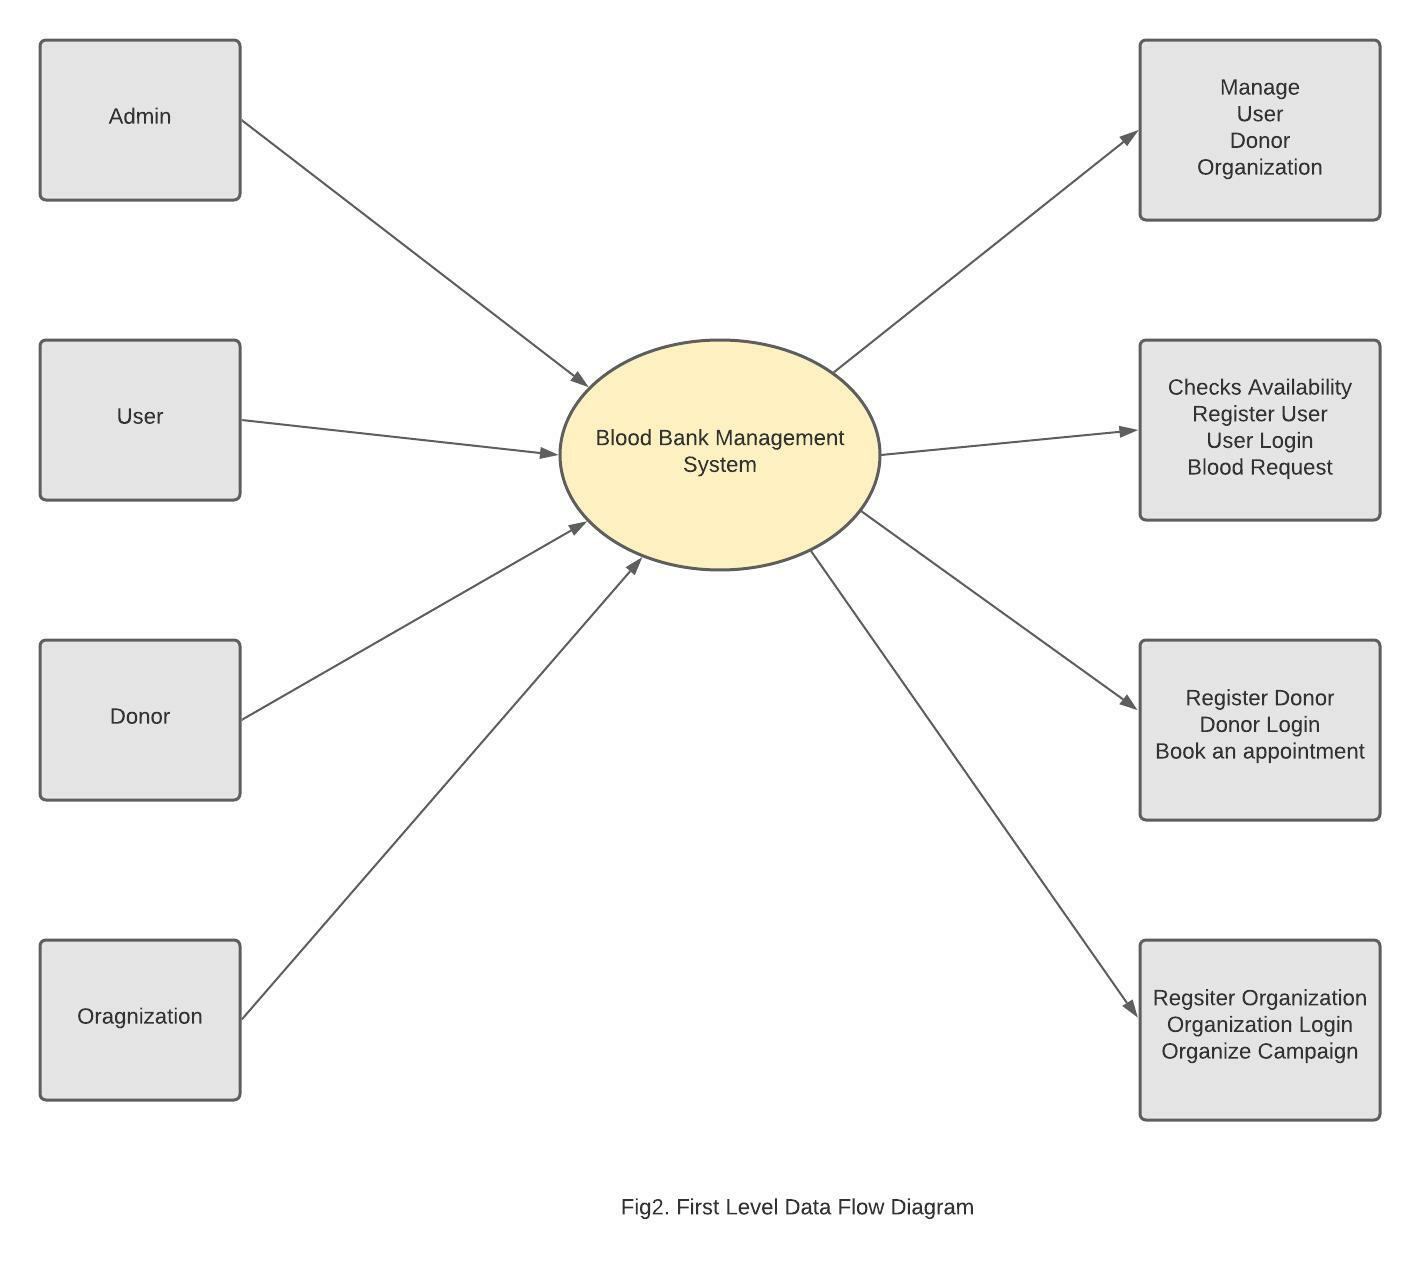 Admin
Manage
User
Donor
Organization
User
Blood Bank Management
System
Checks Availability
Register User
User Login
Blood Request
Donor
Register Donor
Donor Login
Book an appointment
Oragnization
Regsiter Organization
Organization Login
Organize Campaign
Fig2. First Level Data Flow Diagram